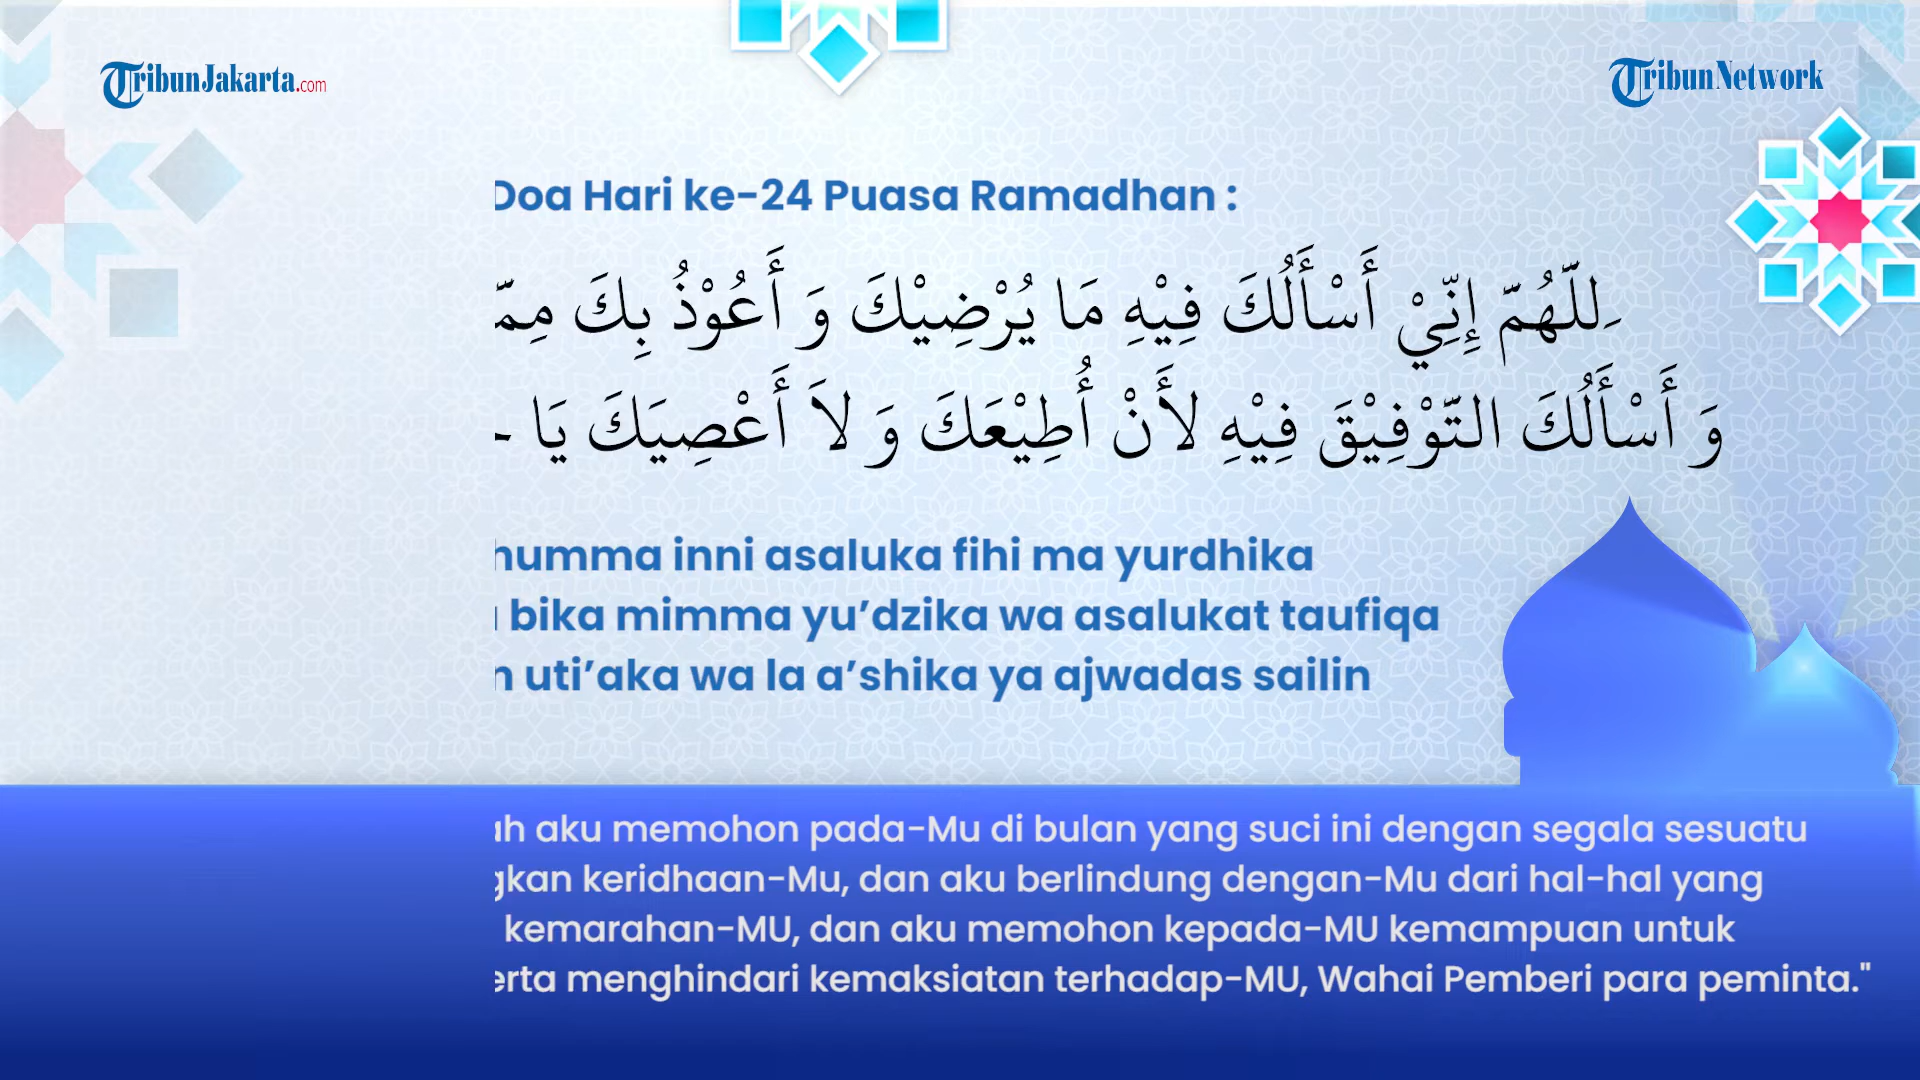 TribunJakarta.com
TribunNetwork
Doa Hari ke-24 Puasa Ramadhan :
اَللّٰهُمَّ إِنِّيْ أَسْأَلُكَ فِيْهِ مَا يُرْضِيْكَ وَ أَعُوْذُ بِكَ
وَ أَسْأَلُكَ التَّوْفِيْقَ فِيْهِ لأَنْ أُطِيْعَكَ وَ لاَ أَعْصِيَكَ يَا
humma inni asaluka fihi ma yurdhika
bika mimma yu’dzika wa asalukat taufiqa
n uti’aka wa la a’shika ya ajwadas sailin
ah aku memohon pada-Mu di bulan yang suci ini dengan segala sesuatu
gkan keridhaan-Mu, dan aku berlindung dengan-Mu dari hal-hal yang
kemarahan-MU, dan aku memohon kepada-MU kemampuan untuk
erta menghindari kemaksiatan terhadap-MU, Wahai Pemberi para peminta."